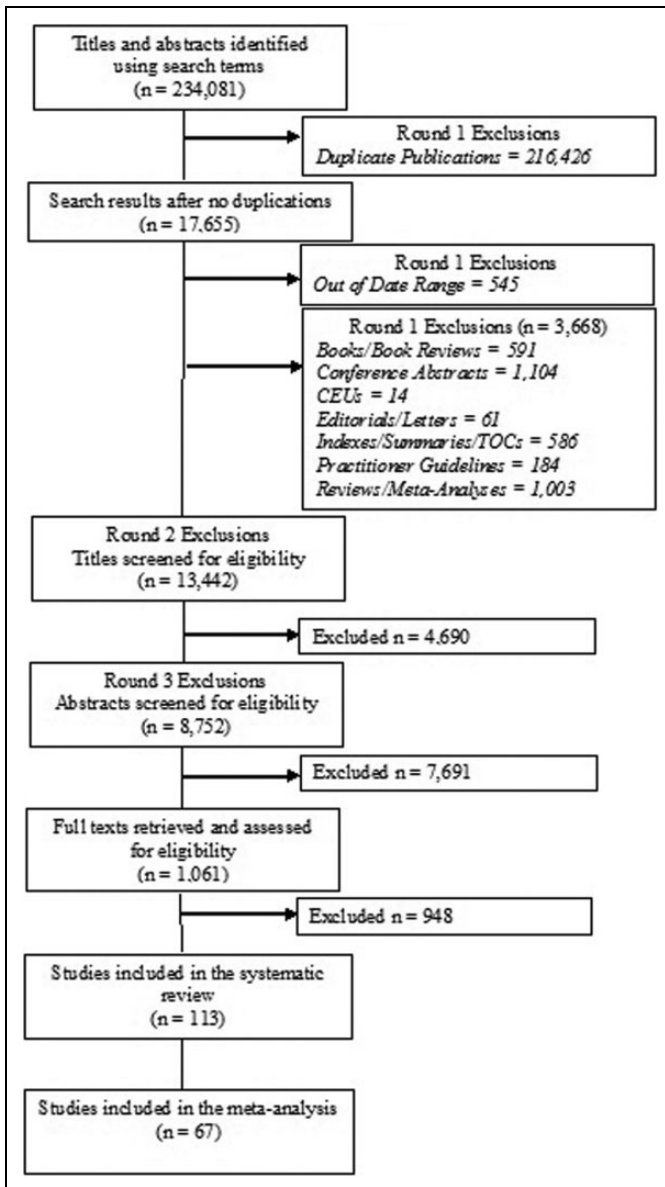 Titles and abstracts identified
using search terms
(n = 234,081)
Round 1 Exclusions
Duplicate Publications = 216,426
Search results after no duplications
(n = 17,655)
Round 1 Exclusions
Out of Date Range = 545
Round 1 Exclusions (n = 3,668)
Books/Book Reviews = 591
Conference Abstracts = 1,104
CEUs = 14
Editorials/Letters = 61
Indexes/Summaries/TOCs = 586
Practitioner Guidelines = 184
Reviews/Meta-Analyses = 1,003
Round 2 Exclusions
Titles screened for eligibility
(n = 13,442)
Excluded n = 4,690
Round 3 Exclusions
Abstracts screened for eligibility
(n = 8,752)
Excluded n = 7,691
Full texts retrieved and assessed
for eligibility
(n = 1,061)
Excluded n = 948
Studies included in the systematic
review
(n = 113)
Studies included in the meta-analysis
(n = 67)